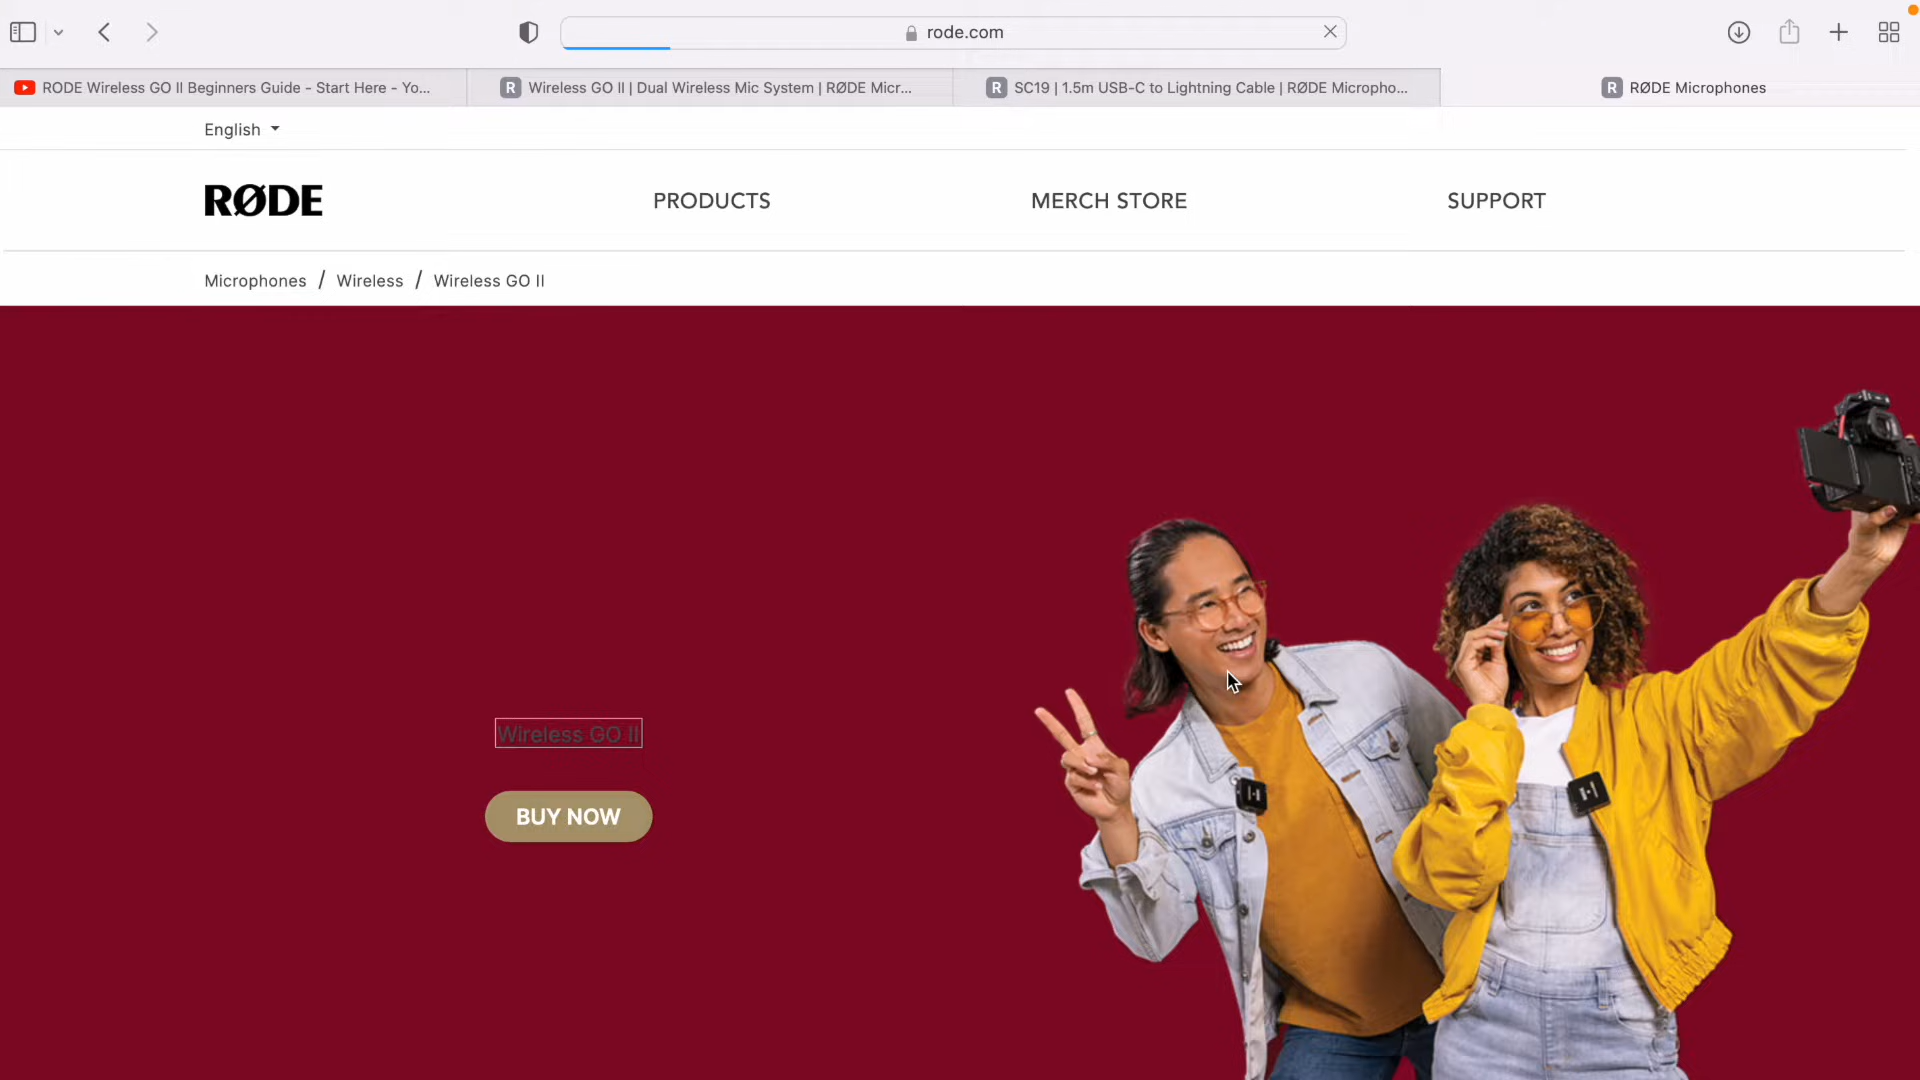 rode.com
RODE Wireless GO II Beginners Guide - Start Here - Yo...
R Wireless GO II | Dual Wireless Mic System | RØDE Micr...
R SC19 | 1.5m USB-C to Lightning Cable | RØDE Micropho...
R RØDE Microphones
English
RØDE
PRODUCTS
MERCH STORE
SUPPORT
Microphones / Wireless / Wireless GO II
Wireless GO II
BUY NOW